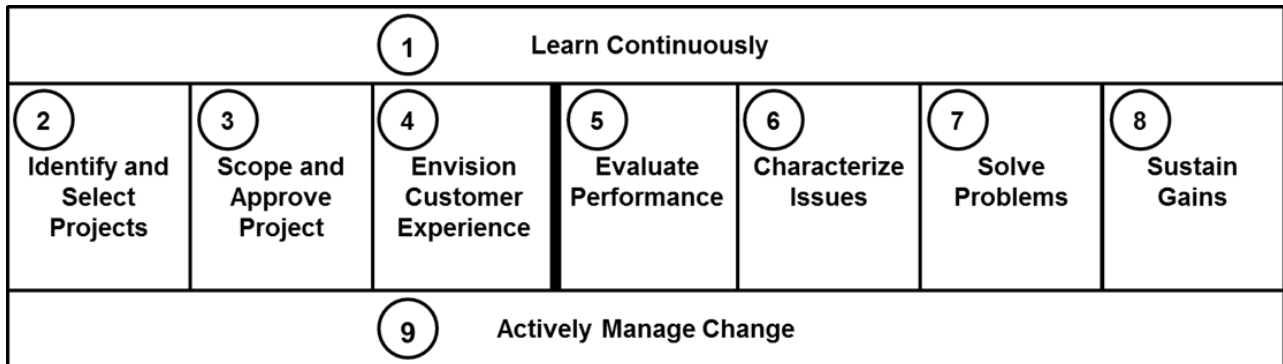 1 Learn Continuously
2
Identify and
Select
Projects
3
Scope and
Approve
Project
4
Envision
Customer
Experience
5
Evaluate
Performance
6
Characterize
Issues
7
Solve
Problems
8
Sustain
Gains
9 Actively Manage Change